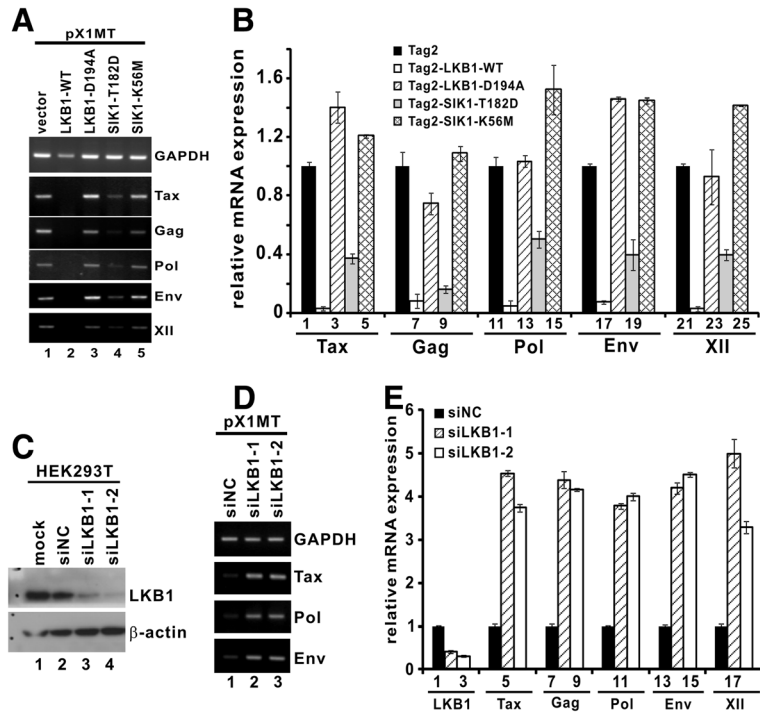 A
pX1MT
vector
LKB1-WT
LKB1-D194A
SIK1-T182D
SIK1-K56M
GAPDH
Tax
Gag
Pol
Env
XII
1 2 3 4 5
B
relative mRNA expression
1.6
1.2
0.8
0.4
0
Tag2
Tag2-LKB1-WT
Tag2-LKB1-D194A
Tag2-SIK1-T182D
Tag2-SIK1-K56M
1 3 5 7 9 11 13 15 17 19 21 23 25
Tax Gag Pol Env XII
C
HEK293T
mock
siNC
siLKB1-1
siLKB1-2
LKB1
β-actin
1 2 3 4
D
pX1MT
siNC
siLKB1-1
siLKB1-2
GAPDH
Tax
Pol
Env
1 2 3
E
relative mRNA expression
6
5
4
3
2
1
0
siNC
siLKB1-1
siLKB1-2
1 3 5 7 9 11 13 15 17
LKB1 Tax Gag Pol Env XII